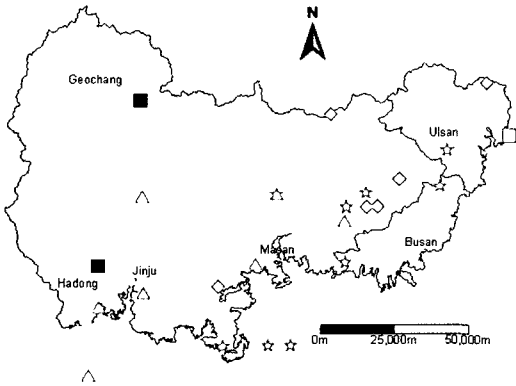 N
Geochang
Ulsan
Masan
Busan
Jinju
Hadong
0m 25,000m 50,000m